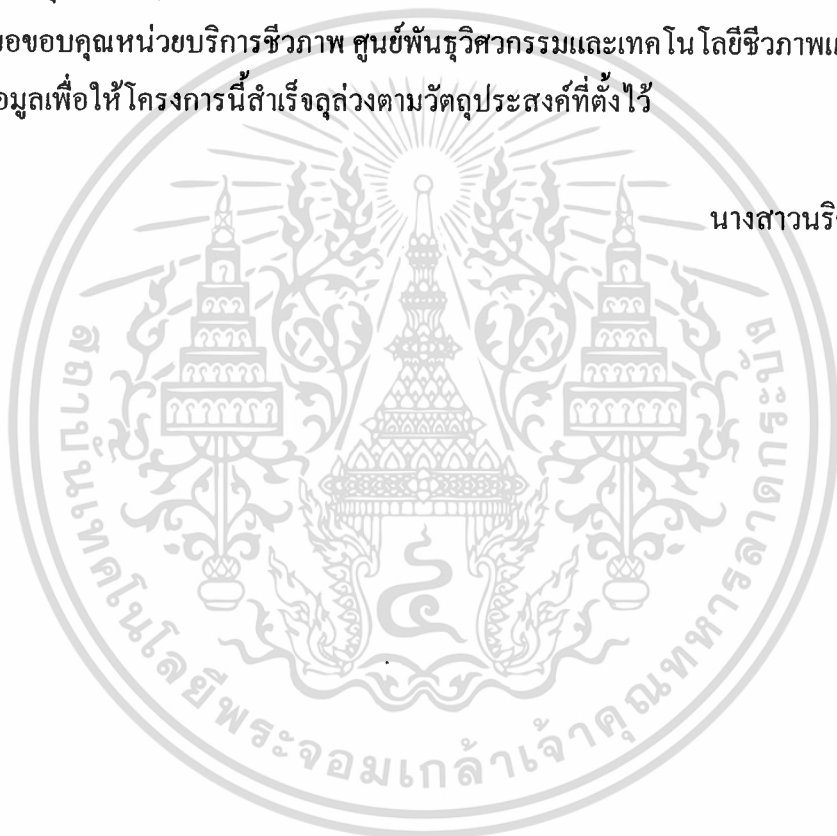 ขอขอบคุณหน่วยบริการชีวภาพ ศูนย์พันธุวิศวกรรมและเทคโนโลยีชีวภาพ
ข้อมูลเพื่อให้โครงการนี้สำเร็จลุล่วงตามวัตถุประสงค์ที่ตั้งไว้
นางสาวนริ
สถาบันเทคโนโลยีพระจอมเกล้าเจ้าคุณทหารลาดกระบัง